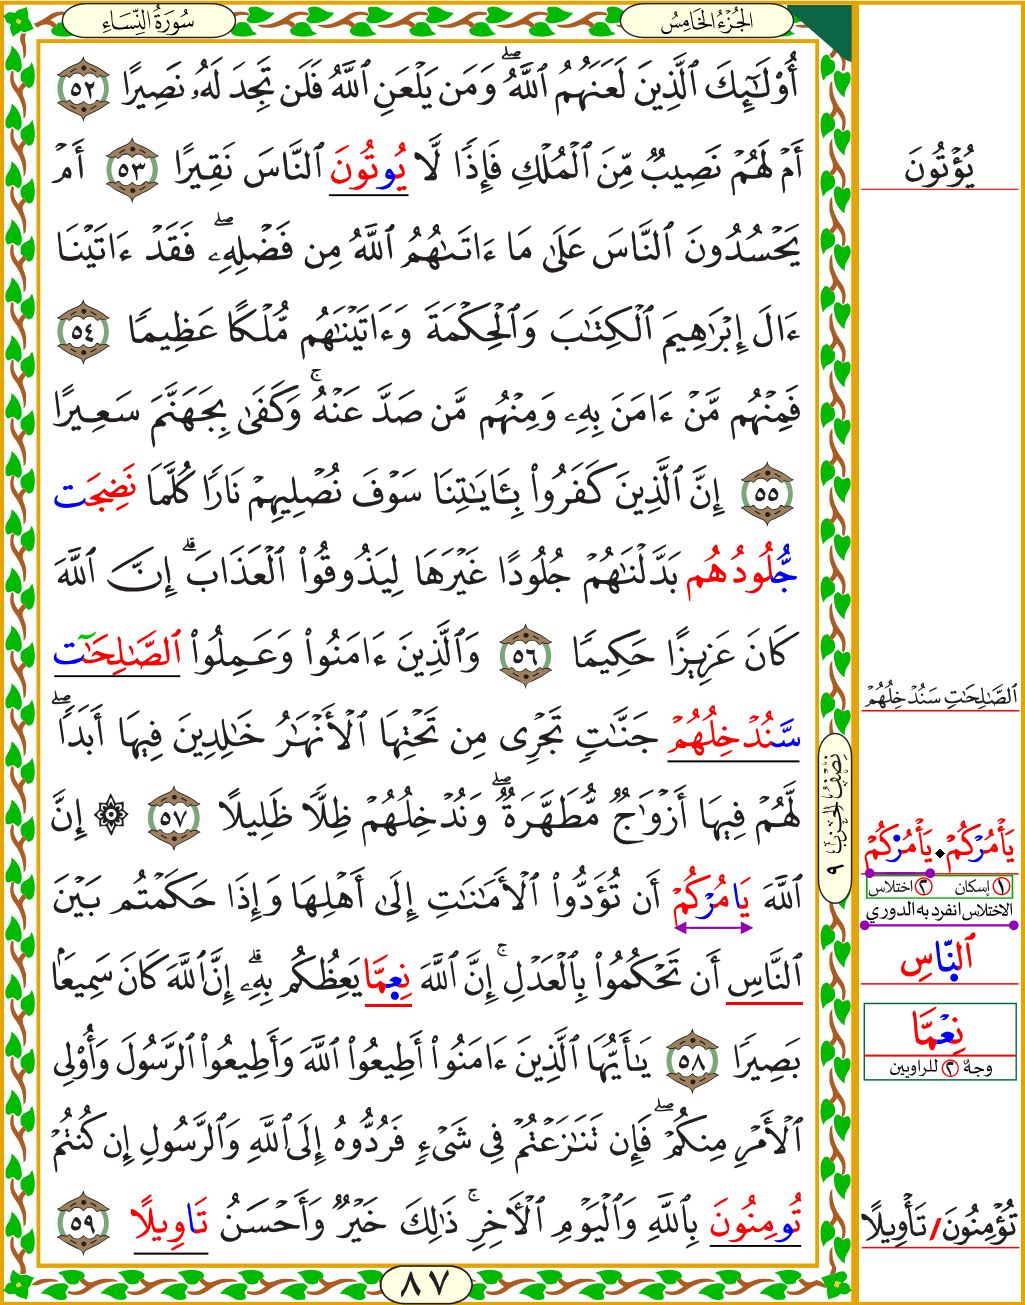 الجُزْءُ الخَامِسُ
سُورَةُ النِّسَاءِ
أُوْلَٰٓئِكَ ٱلَّذِينَ لَعَنَهُمُ ٱللَّهُۖ وَمَن يَلْعَنِ ٱللَّهُ فَلَن تَجِدَ لَهُۥ نَصِيرًا ٥٢
أَمْ لَهُمْ نَصِيبٌ مِّنَ ٱلْمُلْكِ فَإِذًا لَّا يُوتُونَ ٱلنَّاسَ نَقِيرًا ٥٣ أَمْ
يَحْسُدُونَ ٱلنَّاسَ عَلَىٰ مَا ءَاتَىٰهُمُ ٱللَّهُ مِن فَضْلِهِۦۖ فَقَدْ ءَاتَيْنَا
ءَالَ إِبْرَٰهِيمَ ٱلْكِتَٰبَ وَٱلْحِكْمَةَ وَءَاتَيْنَٰهُم مُّلْكًا عَظِيمًا ٥٤
فَمِنْهُم مَّنْ ءَامَنَ بِهِۦ وَمِنْهُم مَّن صَدَّ عَنْهُۚ وَكَفَىٰ بِجَهَنَّمَ سَعِيرًا
٥٥ إِنَّ ٱلَّذِينَ كَفَرُواْ بِـَٔايَٰتِنَا سَوْفَ نُصْلِيهِمْ نَارًا كُلَّمَا نَضِجَت
جُّلُودُهُم بَدَّلْنَٰهُمْ جُلُودًا غَيْرَهَا لِيَذُوقُواْ ٱلْعَذَابَۗ إِنَّ ٱللَّهَ
كَانَ عَزِيزًا حَكِيمًا ٥٦ وَٱلَّذِينَ ءَامَنُواْ وَعَمِلُواْ ٱلصَّٰلِحَٰٓت
سَّنُدْخِلُهُمْ جَنَّٰتٍ تَجْرِى مِن تَحْتِهَا ٱلْأَنْهَٰرُ خَٰلِدِينَ فِيهَا أَبَدًاۖ
لَّهُمْ فِيهَا أَزْوَٰجٌ مُّطَهَّرَةٌۖ وَنُدْخِلُهُمْ ظِلًّا ظَلِيلًا ٥٧ ۞ إِنَّ
ٱللَّهَ يَامُرْكُمْ أَن تُؤَدُّواْ ٱلْأَمَٰنَٰتِ إِلَىٰ أَهْلِهَا وَإِذَا حَكَمْتُم بَيْنَ
ٱلنَّاسِ أَن تَحْكُمُواْ بِٱلْعَدْلِۚ إِنَّ ٱللَّهَ نِعِمَّا يَعِظُكُم بِهِۦۗ إِنَّ ٱللَّهَ كَانَ سَمِيعًۢا
بَصِيرًا ٥٨ يَٰٓأَيُّهَا ٱلَّذِينَ ءَامَنُوٓاْ أَطِيعُواْ ٱللَّهَ وَأَطِيعُواْ ٱلرَّسُولَ وَأُوْلِى
ٱلْأَمْرِ مِنكُمْۖ فَإِن تَنَٰزَعْتُمْ فِى شَىْءٍ فَرُدُّوهُ إِلَى ٱللَّهِ وَٱلرَّسُولِ إِن كُنتُمْ
تُومِنُونَ بِٱللَّهِ وَٱلْيَوْمِ ٱلْأَخِرِۚ ذَٰلِكَ خَيْرٌ وَأَحْسَنُ تَاوِيلًا ٥٩
٨٧
يُؤْتُونَ
ٱلصَّٰلِحَٰتِ سَنُدْخِلُهُمْ
نِصْفُ الحِزْبِ ٩
يَأْمُرْكُمْ ⬥ يَأْمُرُكُمْ
١ إسكان ٢ اختلاس
الاختلاس انفرد به الدوري
ٱلنَّاسِ
نِعْمَّا
وجهٌ ٢ للراويين
تُؤْمِنُونَ / تَأْوِيلًا